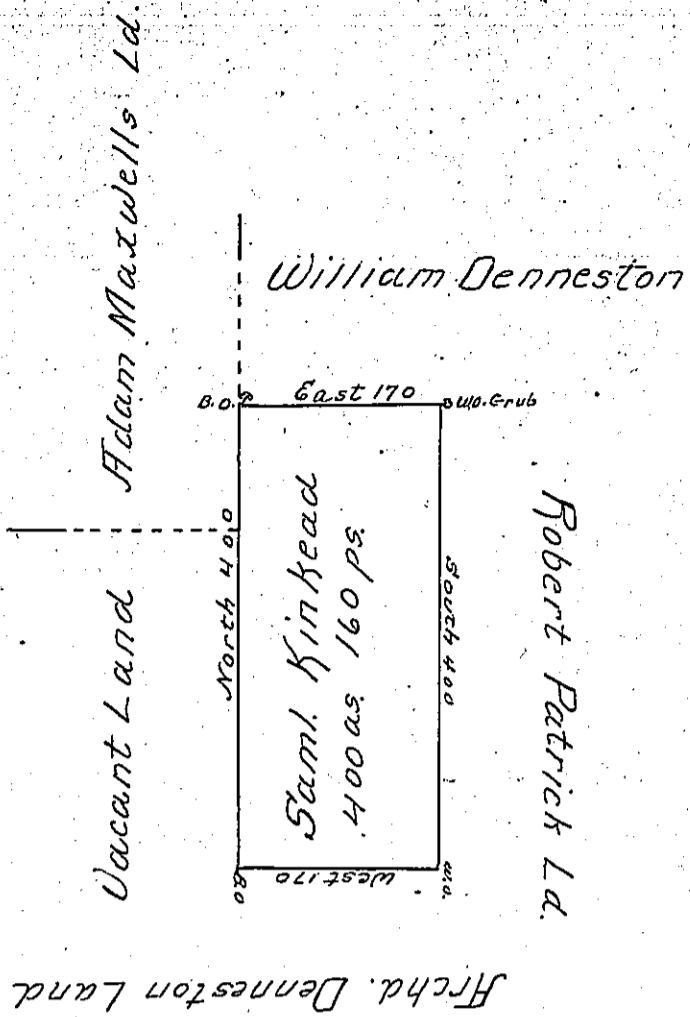 Adam Maxwells Ld.
William Denneston
B.O.
East 170
W.O. Grub
North 400
Saml. Kinkead
400 as. 160 ps.
South 400
Vacant Land
Robert Patrick Ld.
B.O.
West 170
W.O.
Archd. Denneston Land